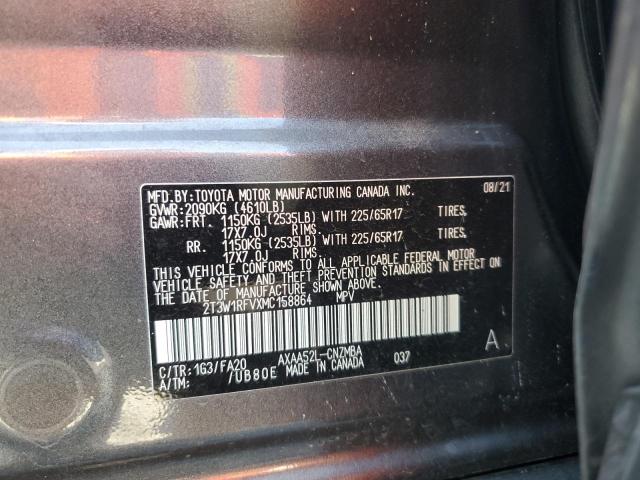 MFD.BY:TOYOTA MOTOR MANUFACTURING CANADA INC. 08/21
GVWR:2090KG (4610LB)
GAWR:FRT. 1150KG (2535LB) WITH 225/65R17 TIRES,
17X7.0J RIMS.
RR. 1150KG (2535LB) WITH 225/65R17 TIRES,
17X7.0J RIMS.
THIS VEHICLE CONFORMS TO ALL APPLICABLE FEDERAL MOTOR
VEHICLE SAFETY AND THEFT PREVENTION STANDARDS IN EFFECT ON
THE DATE OF MANUFACTURE SHOWN ABOVE.
2T3W1RFVXMC158864 MPV
A
C/TR:1G3/FA20 AXAA52L-CNZMBA 037
A/TM: /UB80E MADE IN CANADA